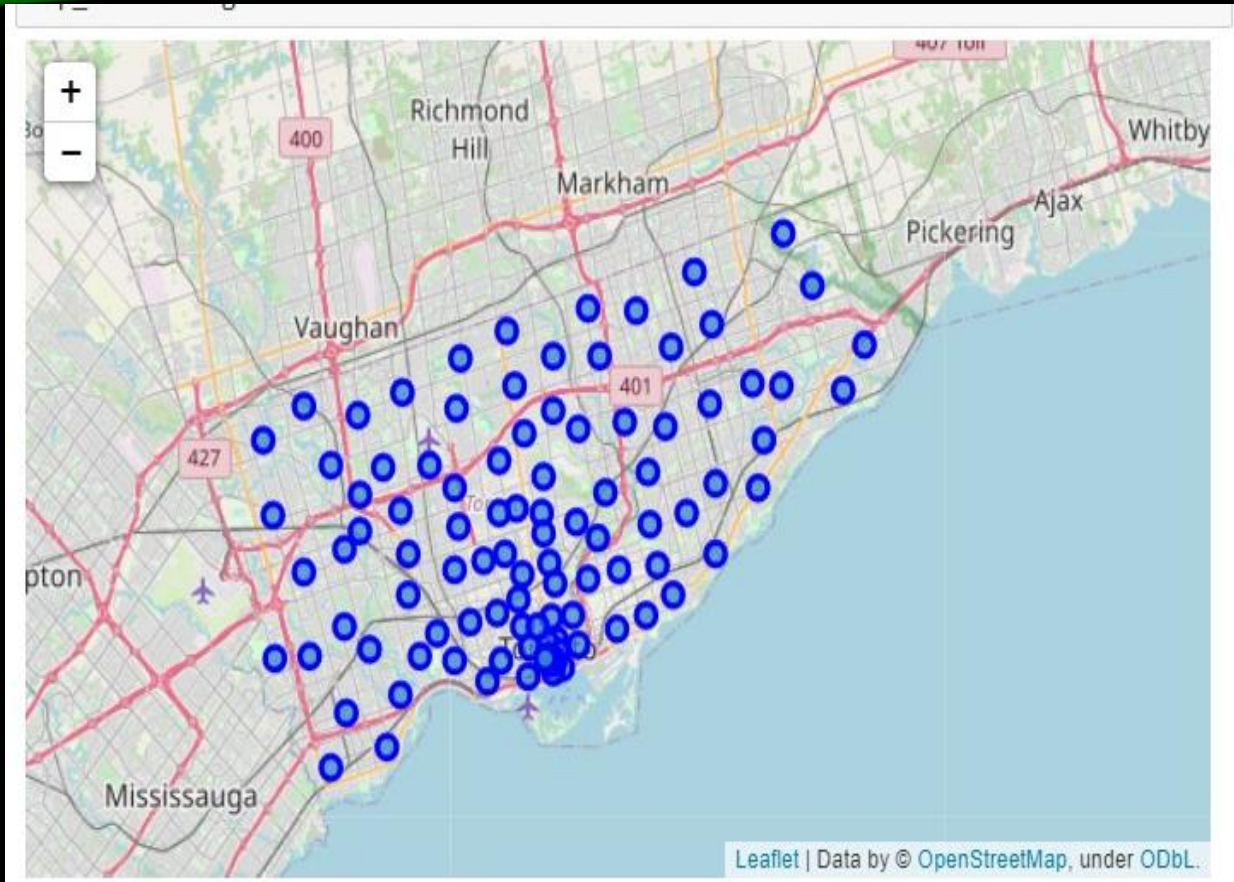 +
400
Richmond
Hill
407 Toll
Whitby
−
Markham
Ajax
Pickering
Vaughan
401
427
pton
Mississauga
Leaflet | Data by © OpenStreetMap, under ODbL.